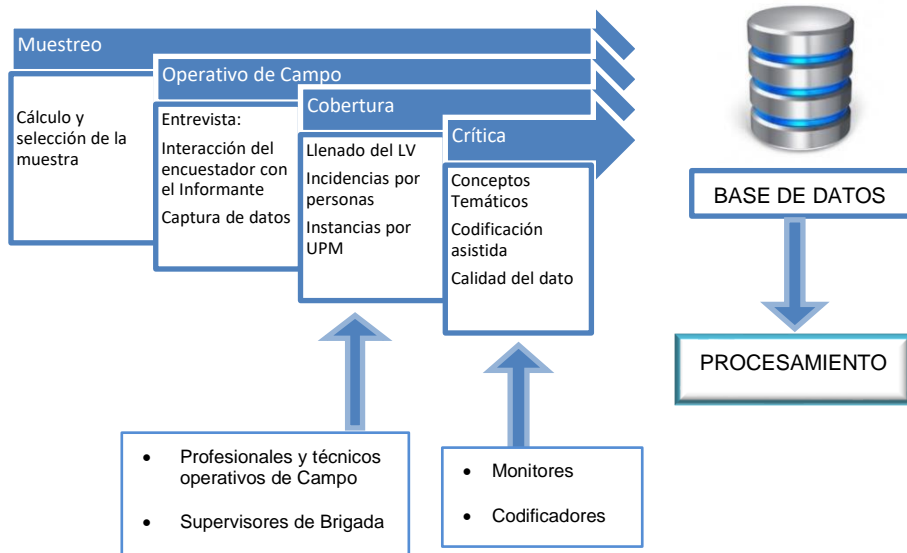 Muestreo
Cálculo y
selección de la
muestra
Operativo de Campo
Entrevista:
Interacción del
encuestador con
el Informante
Captura de datos
Cobertura
Llenado del LV
Incidencias por
personas
Instancias por
UPM
Crítica
Conceptos
Temáticos
Codificación
asistida
Calidad del dato
BASE DE DATOS
PROCESAMIENTO
• Profesionales y técnicos
operativos de Campo
• Supervisores de Brigada
• Monitores
• Codificadores